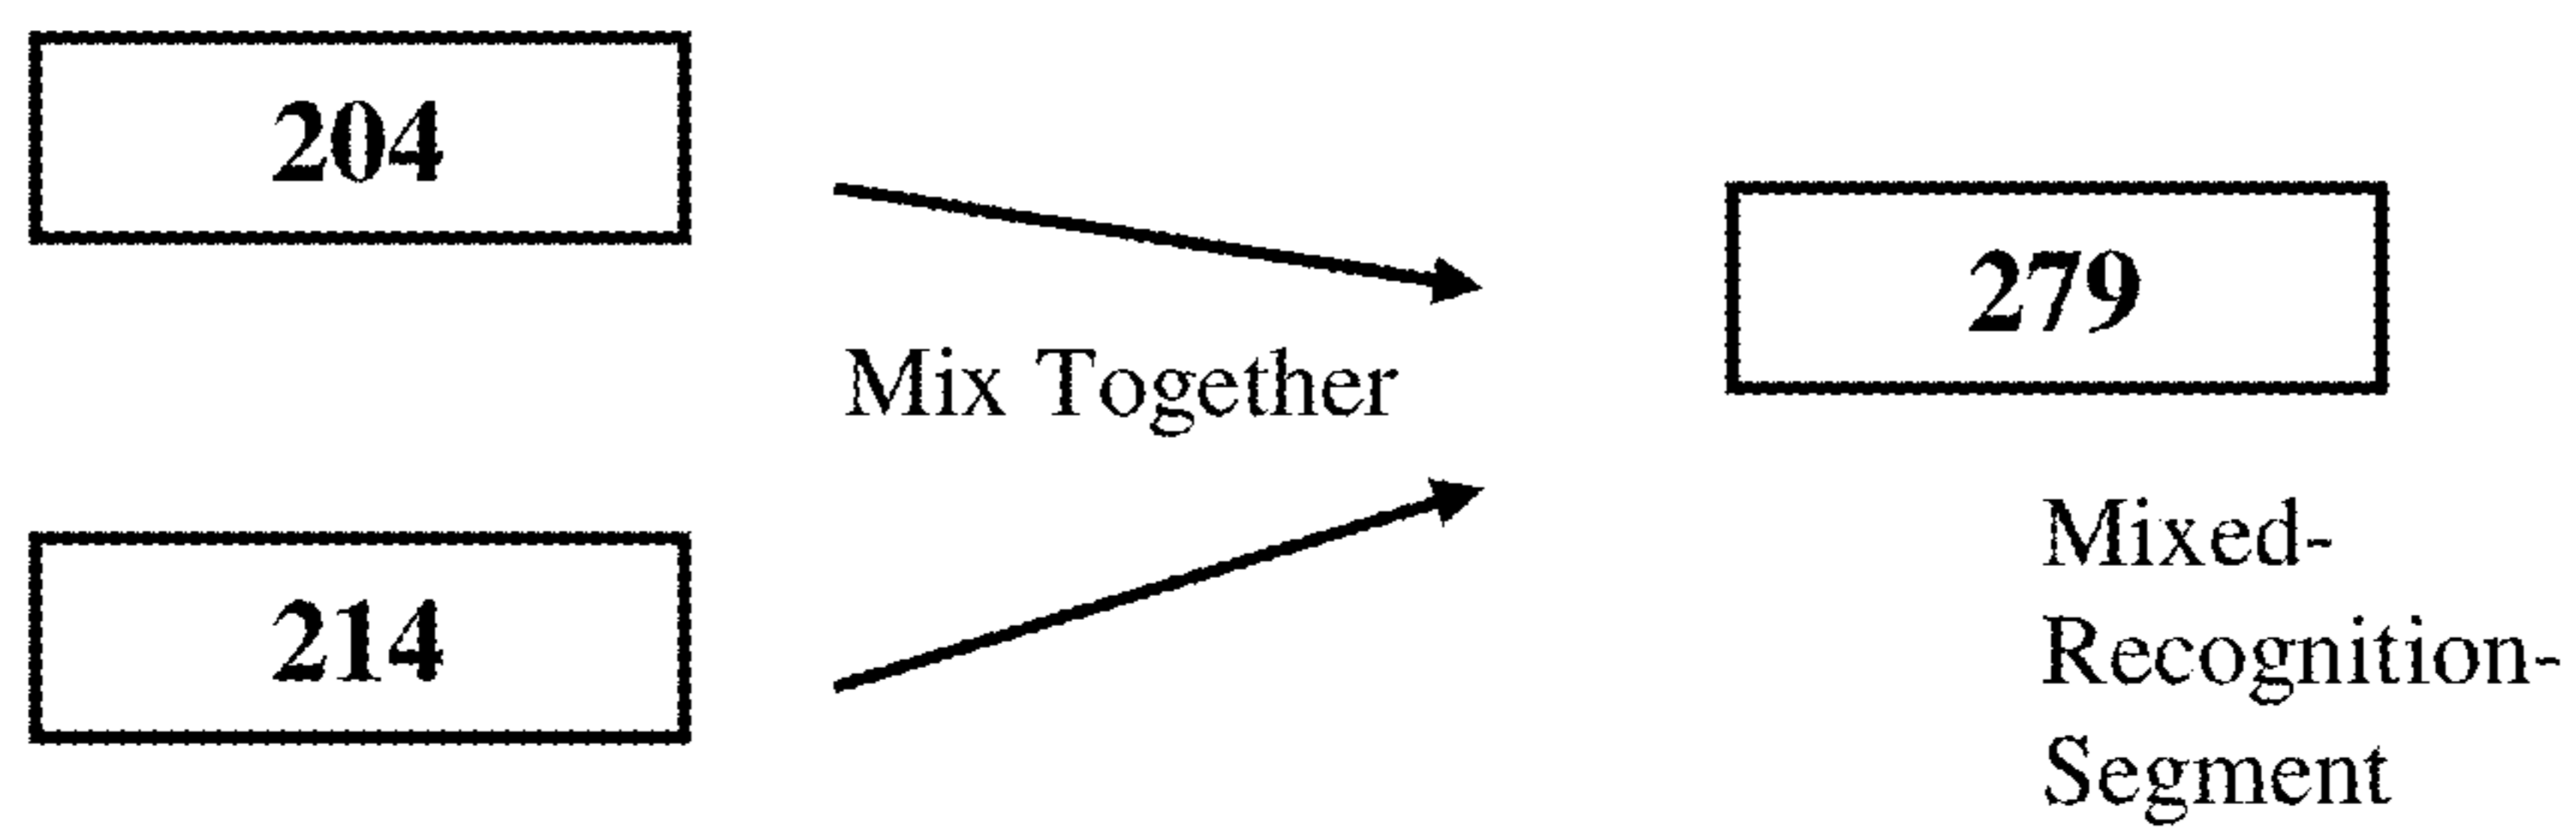 204
279
Mix Together
214
Mixed-
Recognition-
Segment